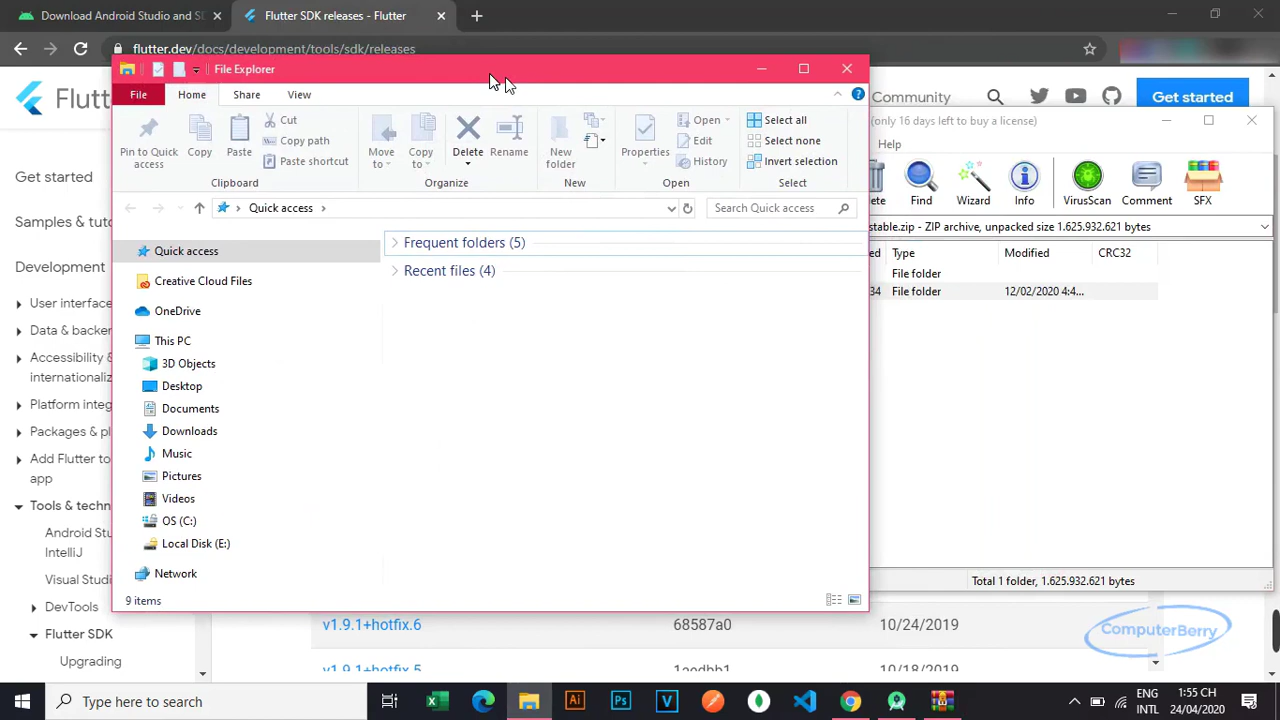 Download Android Studio and S
Flutter SDK releases - Flutter
flutter.dev/docs/development/tools/sdk/releases
Flutt
Community
Get started
File Explorer
File
Home
Share
View
Pin to Quick access
Copy
Paste
Cut
Copy path
Paste shortcut
Clipboard
Move to
Copy to
Delete
Rename
Organize
New folder
New
Properties
Open
Edit
History
Open
Select all
Select none
Invert selection
Select
Quick access
Search Quick access
Quick access
Creative Cloud Files
OneDrive
This PC
3D Objects
Desktop
Documents
Downloads
Music
Pictures
Videos
OS (C:)
Local Disk (E:)
Network
Frequent folders (5)
Recent files (4)
9 items
(only 16 days left to buy a license)
Help
ete
Find
Wizard
Info
VirusScan
Comment
SFX
stable.zip - ZIP archive, unpacked size 1.625.932.621 bytes
ed
Type
Modified
CRC32
File folder
34
File folder
12/02/2020 4:4...
Total 1 folder, 1.625.932.621 bytes
Get started
Samples & tuto
Development
User interface
Data & backen
Accessibility &
internationaliz
Platform integ
Packages & pl
Add Flutter to
app
Tools & techn
Android Stu
IntelliJ
Visual Studi
DevTools
Flutter SDK
Upgrading
v1.9.1+hotfix.6
68587a0
10/24/2019
v1.9.1+hotfix.5
1aedbb1
10/18/2019
ComputerBerry
Type here to search
ENG
INTL
1:55 CH
24/04/2020